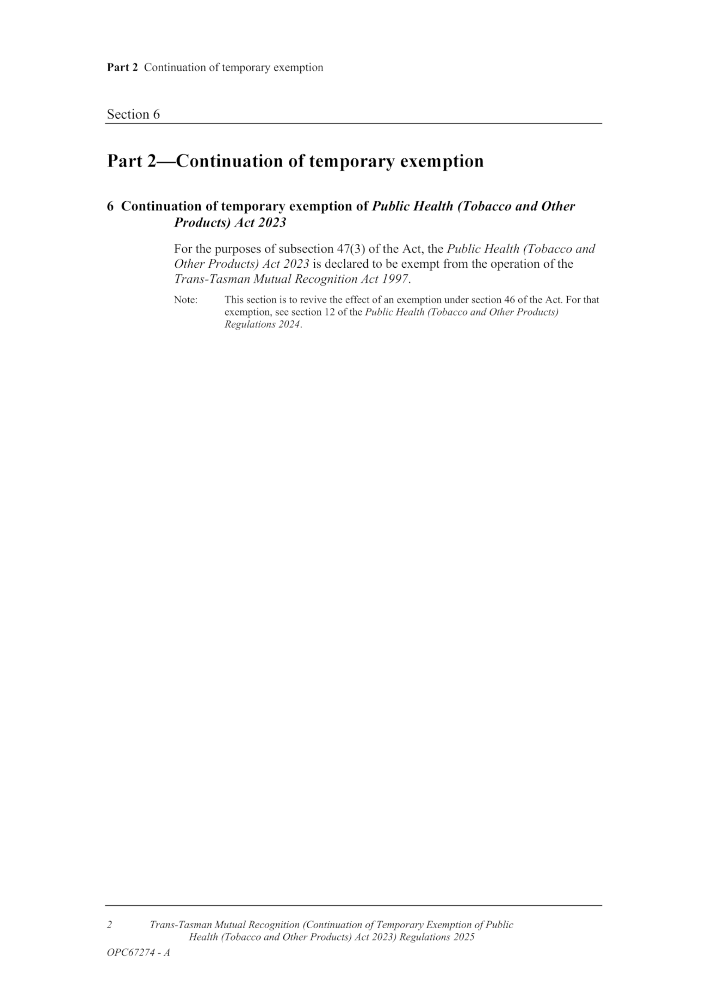 Part 2 Continuation of temporary exemption
Section 6
Part 2—Continuation of temporary exemption
6 Continuation of temporary exemption of Public Health (Tobacco and Other
Products) Act 2023
For the purposes of subsection 47(3) of the Act, the Public Health (Tobacco and
Other Products) Act 2023 is declared to be exempt from the operation of the
Trans-Tasman Mutual Recognition Act 1997.
Note: This section is to revive the effect of an exemption under section 46 of the Act. For that
exemption, see section 12 of the Public Health (Tobacco and Other Products)
Regulations 2024.
2 Trans-Tasman Mutual Recognition (Continuation of Temporary Exemption of Public
Health (Tobacco and Other Products) Act 2023) Regulations 2025
OPC67274 - A